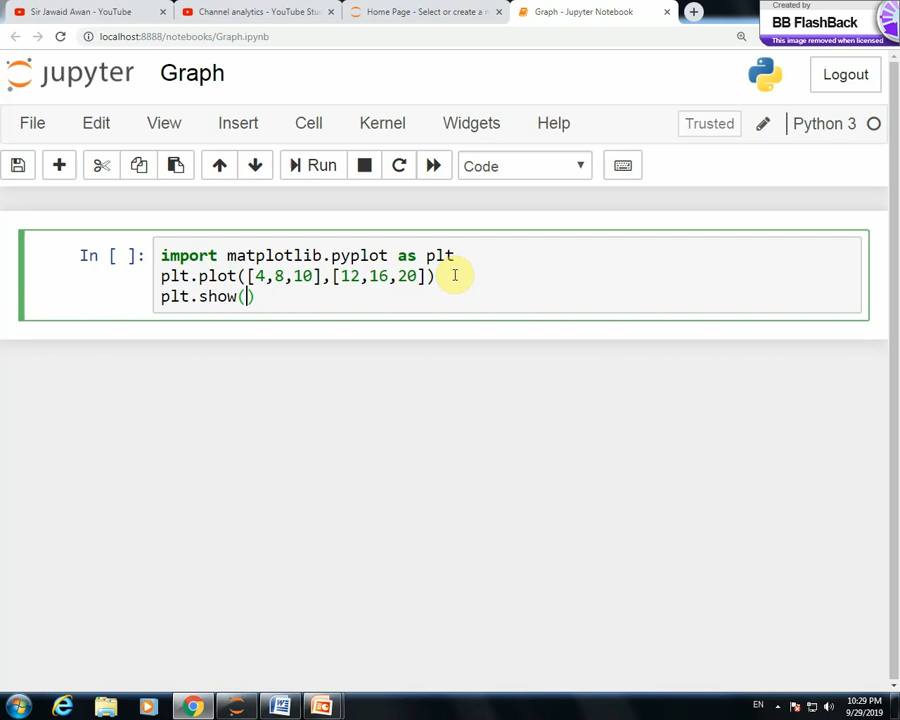 Sir Jawaid Awan - YouTube
Channel analytics - YouTube Stu
Home Page - Select or create a n
Graph - Jupyter Notebook
Created by
BB FlashBack
This image removed when licensed
localhost:8888/notebooks/Graph.ipynb
jupyter Graph
Logout
File Edit View Insert Cell Kernel Widgets Help
Trusted
Python 3
Run
Code
In [ ]:
import matplotlib.pyplot as plt
plt.plot([4,8,10],[12,16,20])
plt.show()
EN
10:29 PM
9/29/2019